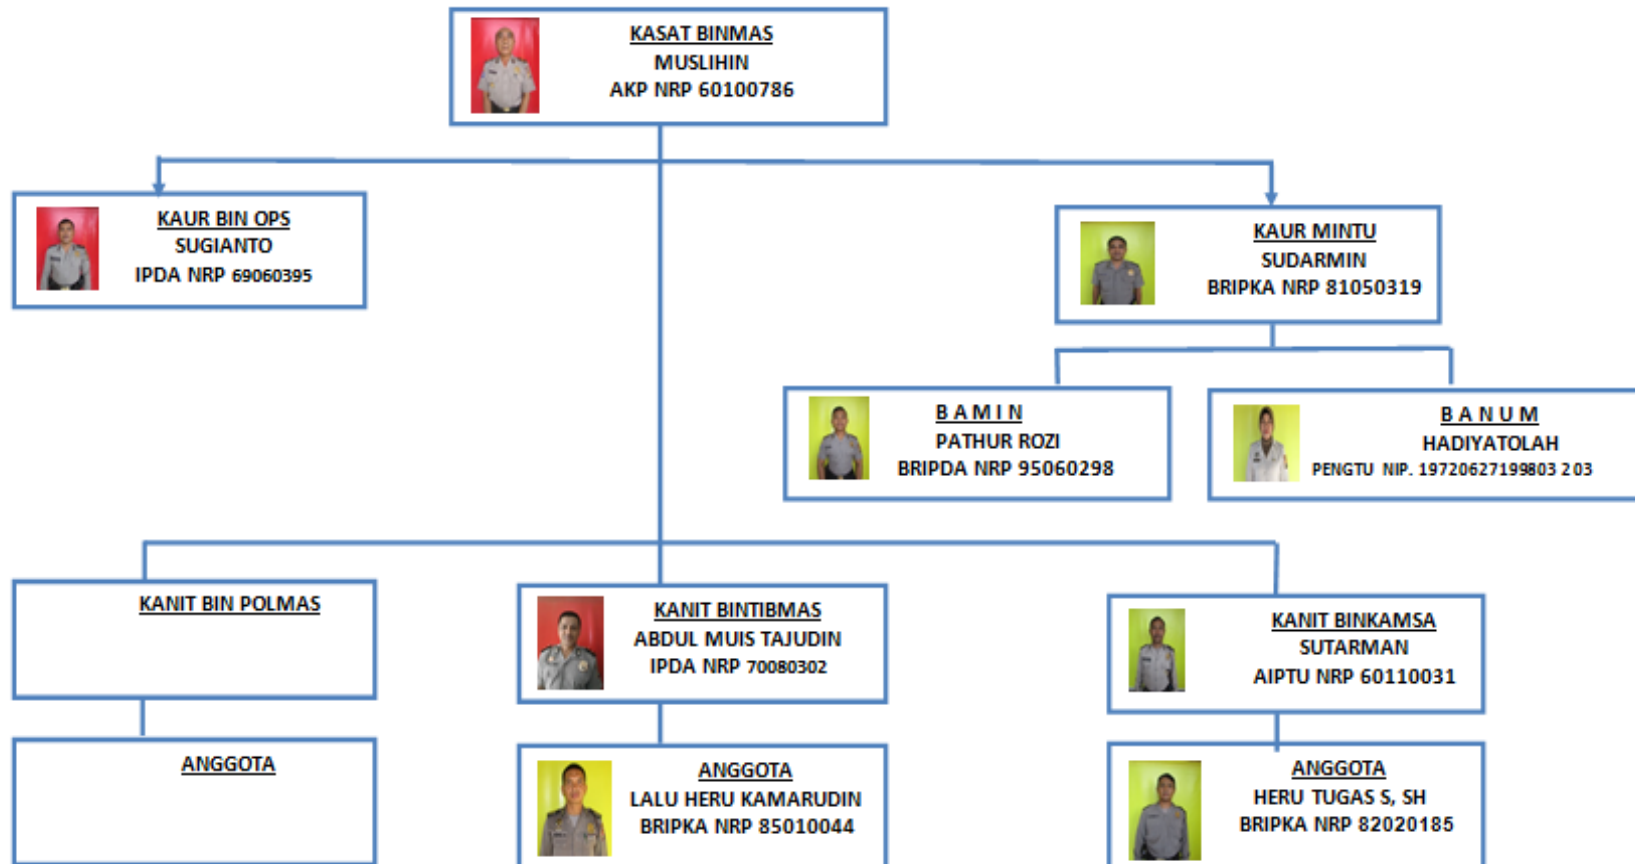 KASAT BINMAS
MUSLIHIN
AKP NRP 60100786
KAUR BIN OPS
SUGIANTO
IPDA NRP 69060395
KAUR MINTU
SUDARMIN
BRIPKA NRP 81050319
B A M I N
PATHUR ROZI
BRIPDA NRP 95060298
B A N U M
HADIYATOLAH
PENGTU NIP. 19720627199803 2 03
KANIT BIN POLMAS
KANIT BINTIBMAS
ABDUL MUIS TAJUDIN
IPDA NRP 70080302
KANIT BINKAMSA
SUTARMAN
AIPTU NRP 60110031
ANGGOTA
ANGGOTA
LALU HERU KAMARUDIN
BRIPKA NRP 85010044
ANGGOTA
HERU TUGAS S, SH
BRIPKA NRP 82020185